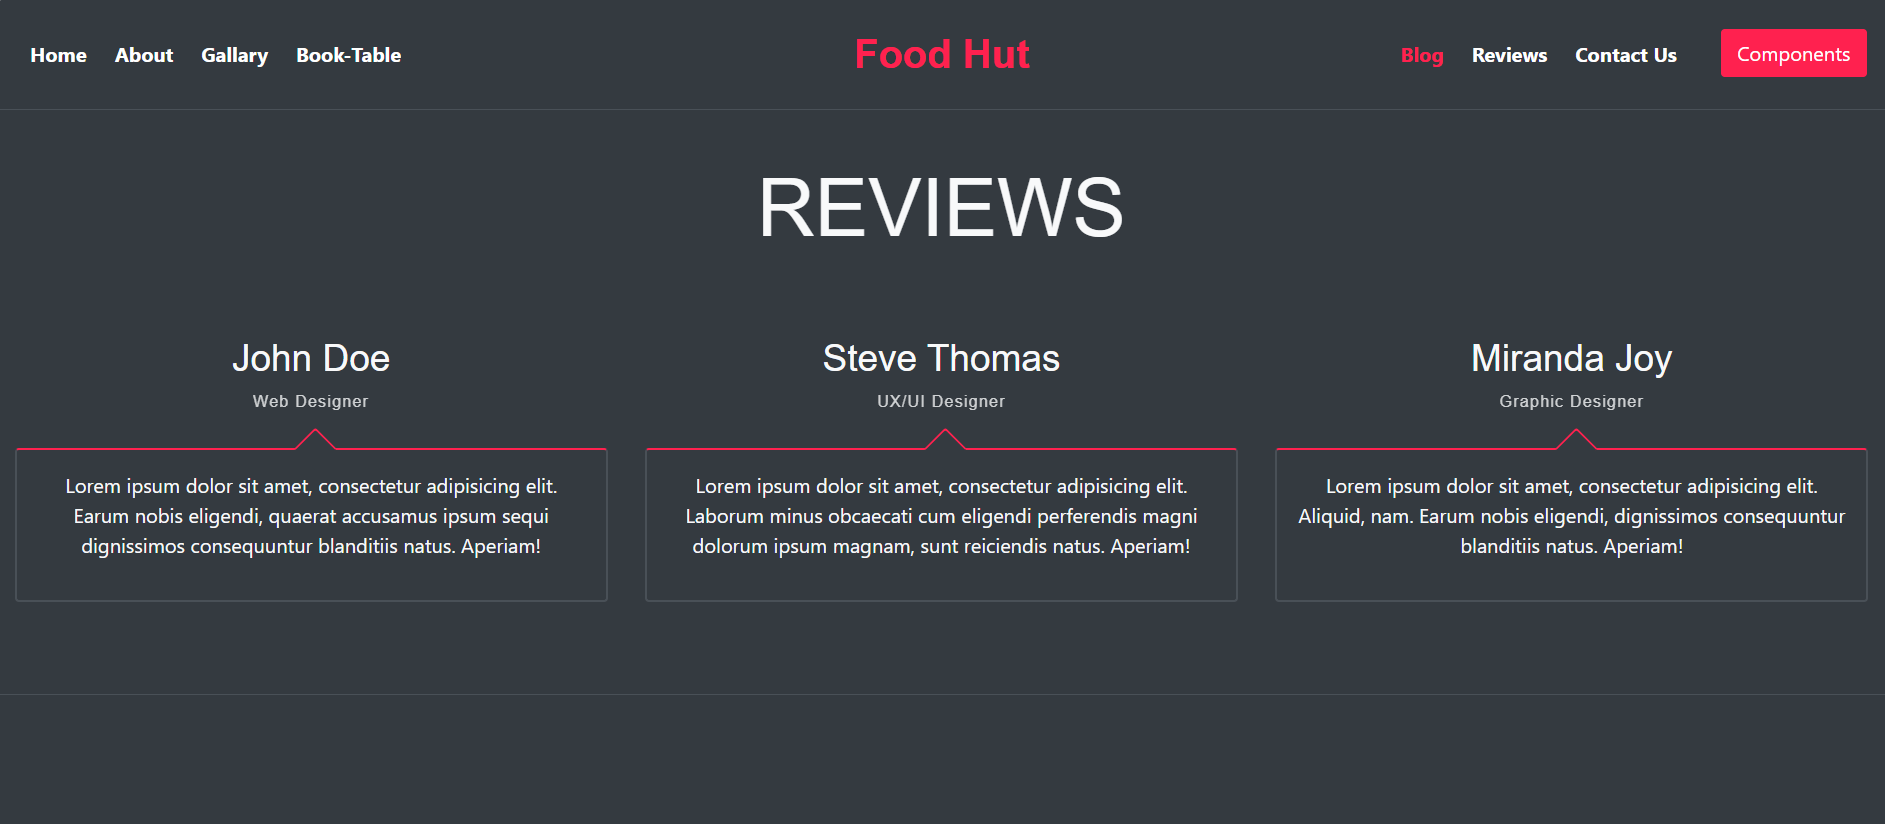 Home About Gallary Book-Table Food Hut Blog Reviews Contact Us Components
REVIEWS
John Doe
Web Designer
Lorem ipsum dolor sit amet, consectetur adipisicing elit.
Earum nobis eligendi, quaerat accusamus ipsum sequi
dignissimos consequuntur blanditiis natus. Aperiam!
Steve Thomas
UX/UI Designer
Lorem ipsum dolor sit amet, consectetur adipisicing elit.
Laborum minus obcaecati cum eligendi perferendis magni
dolorum ipsum magnam, sunt reiciendis natus. Aperiam!
Miranda Joy
Graphic Designer
Lorem ipsum dolor sit amet, consectetur adipisicing elit.
Aliquid, nam. Earum nobis eligendi, dignissimos consequuntur
blanditiis natus. Aperiam!